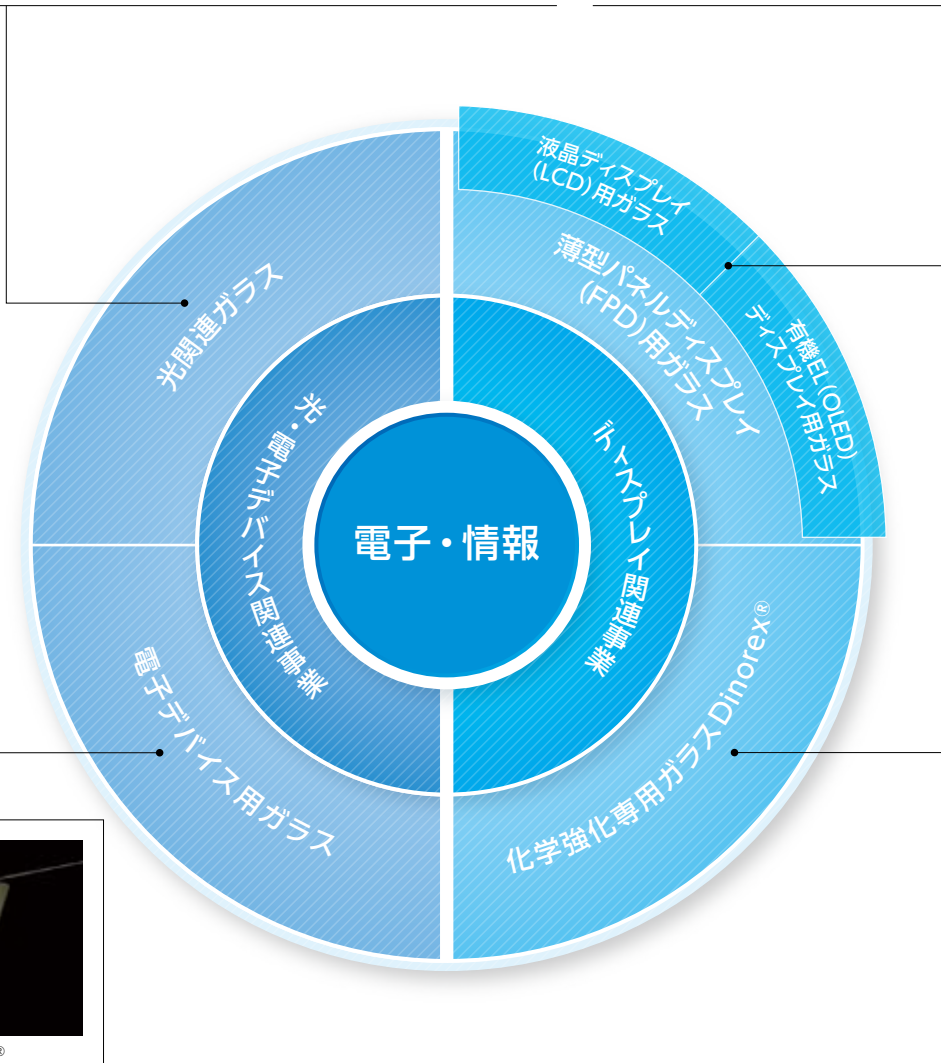 液晶ディスプレイ
(LCD)用ガラス
有機EL(OLED)
ディスプレイ用ガラス
薄型パネルディスプレイ
(FPD)用ガラス
光関連ガラス
光・電子デバイス関連事業
ディスプレイ関連事業
電子・情報
電子デバイス用ガラス
化学強化専用ガラスDinorex®
®